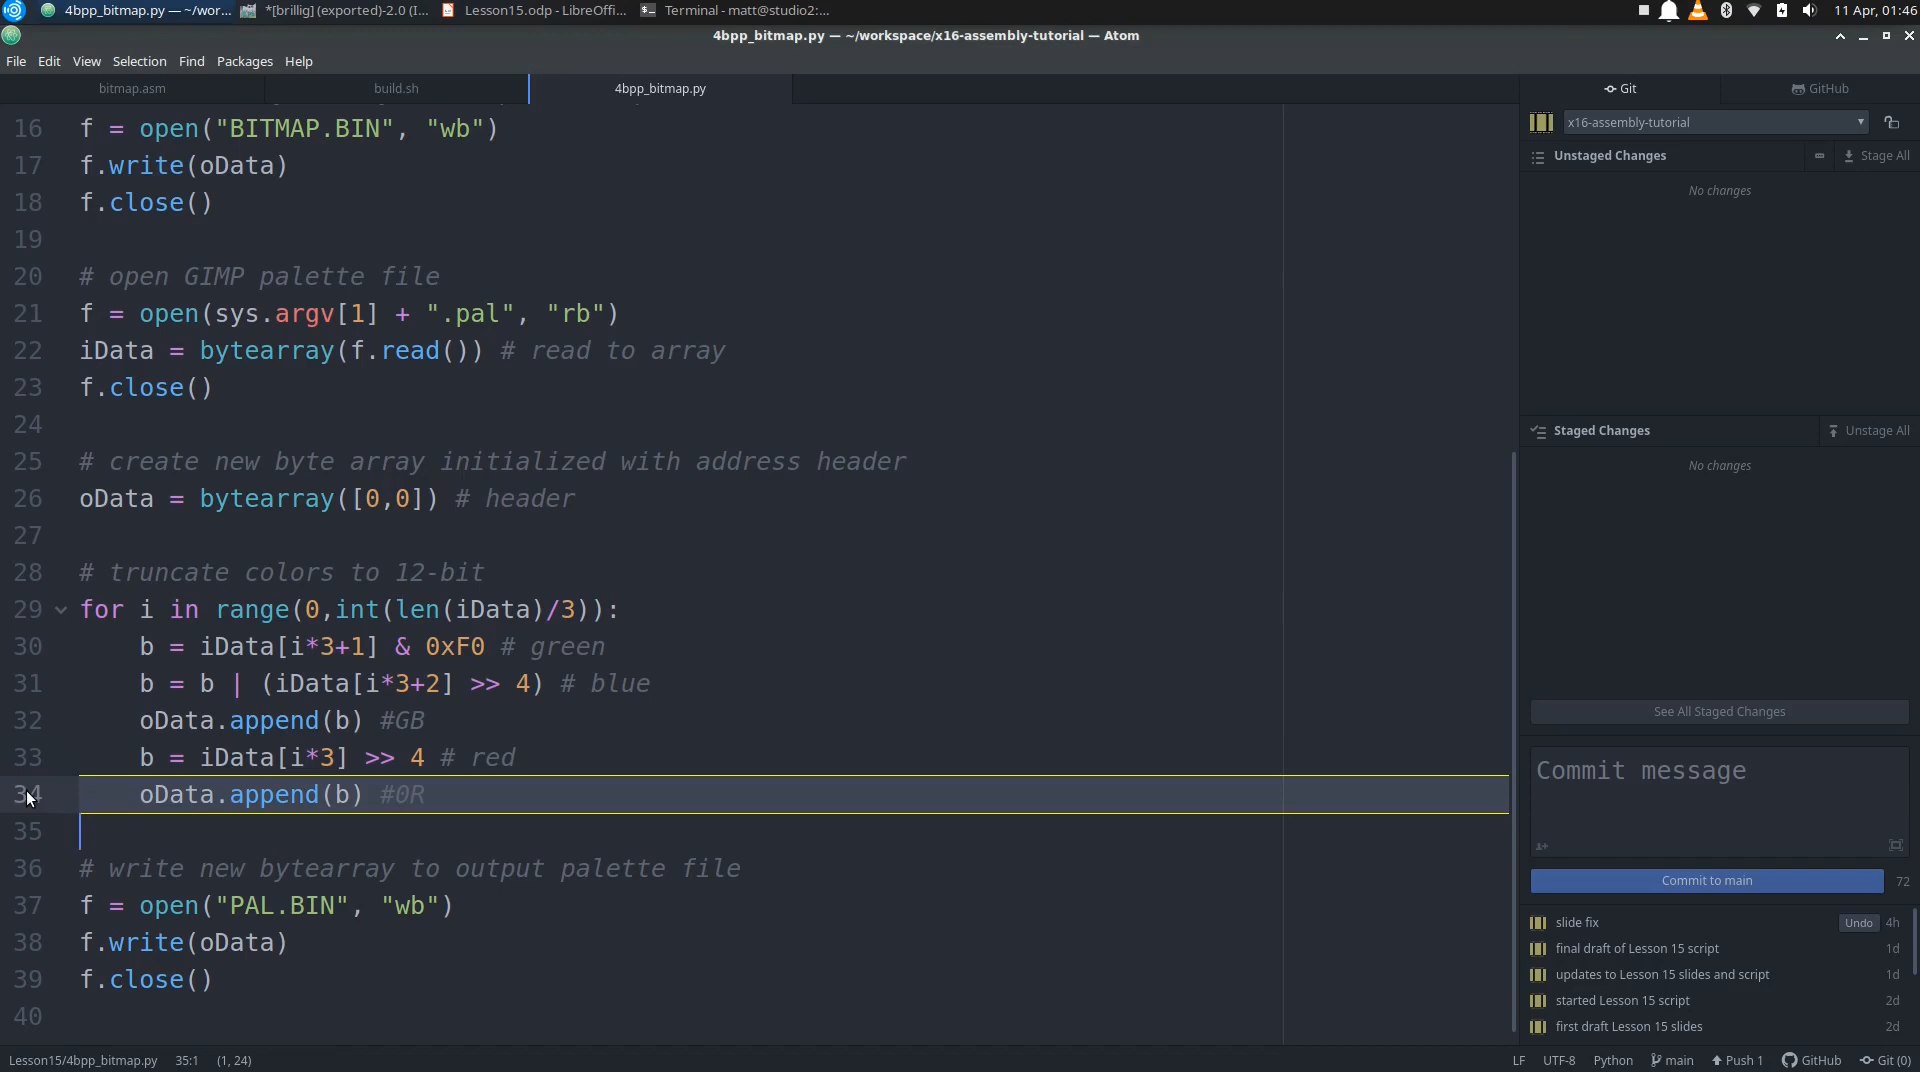 4bpp_bitmap.py — ~/wor... *[brillig] (exported)-2.0 (I... Lesson15.odp - LibreOffi... Terminal - matt@studio2:... 11 Apr, 01:46
4bpp_bitmap.py — ~/workspace/x16-assembly-tutorial — Atom
File Edit View Selection Find Packages Help
bitmap.asm build.sh 4bpp_bitmap.py
16 f = open("BITMAP.BIN", "wb")
17 f.write(oData)
18 f.close()
19
20 # open GIMP palette file
21 f = open(sys.argv[1] + ".pal", "rb")
22 iData = bytearray(f.read()) # read to array
23 f.close()
24
25 # create new byte array initialized with address header
26 oData = bytearray([0,0]) # header
27
28 # truncate colors to 12-bit
29 for i in range(0,int(len(iData)/3)):
30 b = iData[i*3+1] & 0xF0 # green
31 b = b | (iData[i*3+2] >> 4) # blue
32 oData.append(b) #GB
33 b = iData[i*3] >> 4 # red
34 oData.append(b) #0R
35
36 # write new bytearray to output palette file
37 f = open("PAL.BIN", "wb")
38 f.write(oData)
39 f.close()
40
Git GitHub
x16-assembly-tutorial
Unstaged Changes Stage All
No changes
Staged Changes Unstage All
No changes
See All Staged Changes
Commit message
Commit to main 72
slide fix Undo 4h
final draft of Lesson 15 script 1d
updates to Lesson 15 slides and script 1d
started Lesson 15 script 2d
first draft Lesson 15 slides 2d
Lesson15/4bpp_bitmap.py 35:1 (1, 24) LF UTF-8 Python main Push 1 GitHub Git (0)